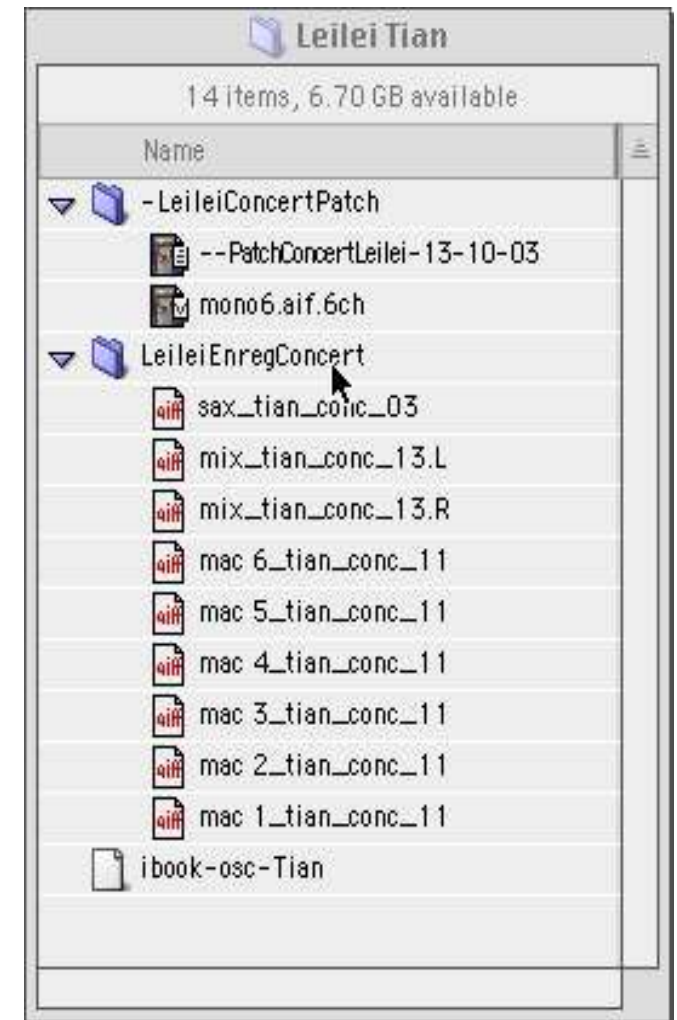 Leilei Tian
14 items, 6.70 GB available
Name
-LeileiConcertPatch
--PatchConcertLeilei-13-10-03
mono6.aif.6ch
LeileiEnregConcert
sax_tian_conc_03
mix_tian_conc_13.L
mix_tian_conc_13.R
mac 6_tian_conc_11
mac 5_tian_conc_11
mac 4_tian_conc_11
mac 3_tian_conc_11
mac 2_tian_conc_11
mac 1_tian_conc_11
ibook-osc-Tian